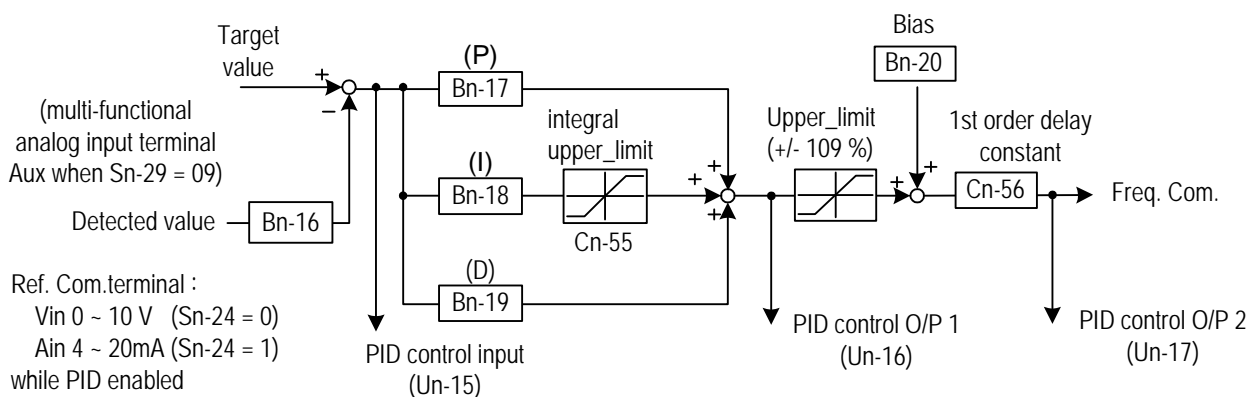 Target
value
(multi-functional
analog input terminal
Aux when Sn-29 = 09)
Detected value
Bn-16
Ref. Com.terminal :
Vin 0 ~ 10 V (Sn-24 = 0)
Ain 4 ~ 20mA (Sn-24 = 1)
while PID enabled
+
−
(P)
Bn-17
(I)
Bn-18
(D)
Bn-19
PID control input
(Un-15)
integral
upper_limit
Cn-55
+
+
+
Upper_limit
(+/- 109 %)
PID control O/P 1
(Un-16)
Bias
Bn-20
+
+
1st order delay
constant
Cn-56
Freq. Com.
PID control O/P 2
(Un-17)